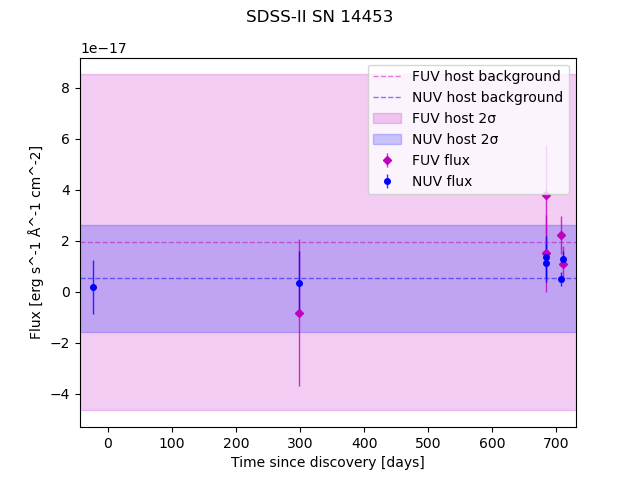 SDSS-II SN 14453
1e−17
FUV host background
NUV host background
FUV host 2σ
NUV host 2σ
FUV flux
NUV flux
8
6
4
2
0
−2
−4
Flux [erg s^-1 Å^-1 cm^-2]
0 100 200 300 400 500 600 700
Time since discovery [days]